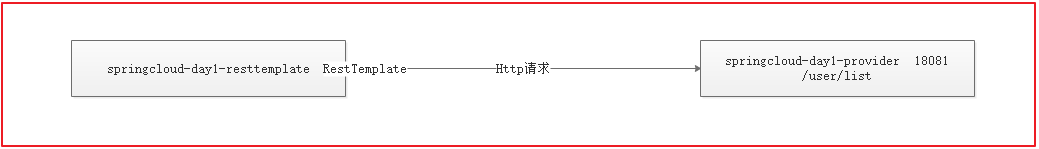 springcloud-day1-resttemplate RestTemplate
Http请求
springcloud-day1-provider 18081
/user/list